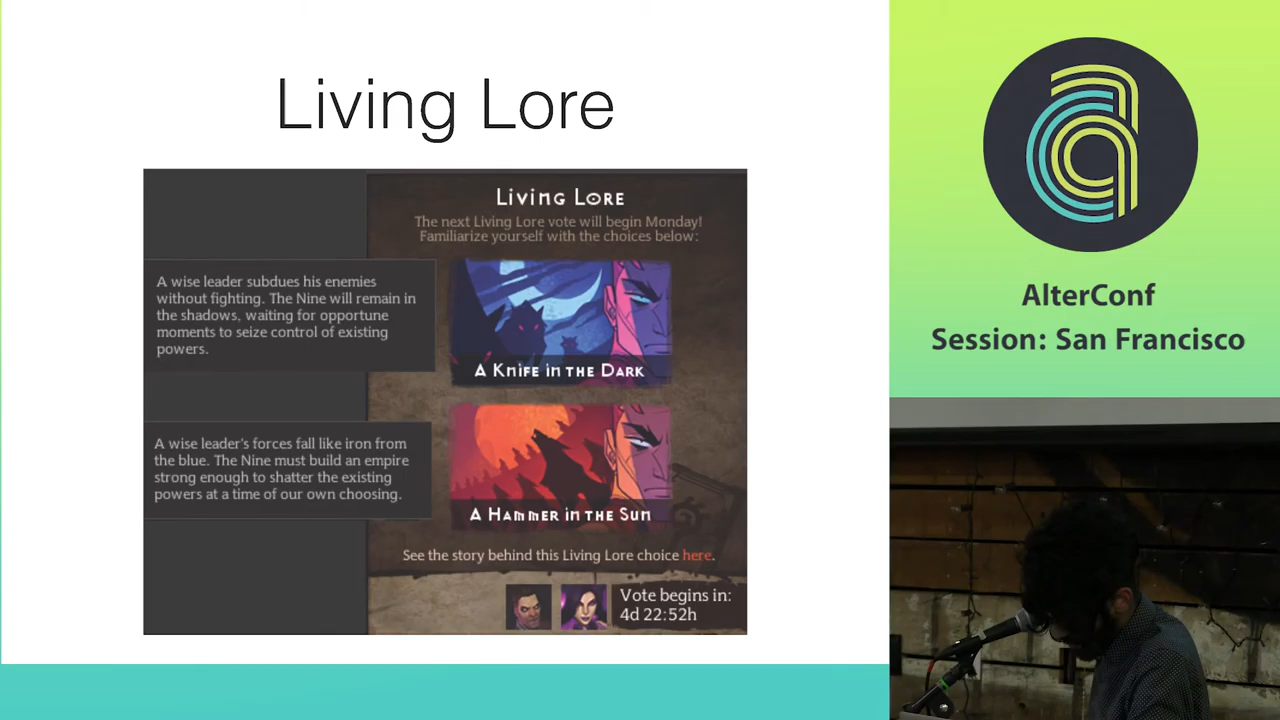 Living Lore
Living Lore
The next Living Lore vote will begin Monday!
Familiarize yourself with the choices below:
A wise leader subdues his enemies
without fighting. The Nine will remain in
the shadows, waiting for opportune
moments to seize control of existing
powers.
A Knife in the Dark
A wise leader's forces fall like iron from
the blue. The Nine must build an empire
strong enough to shatter the existing
powers at a time of our own choosing.
A Hammer in the Sun
See the story behind this Living Lore choice here.
Vote begins in:
4d 22:52h
AlterConf
Session: San Francisco